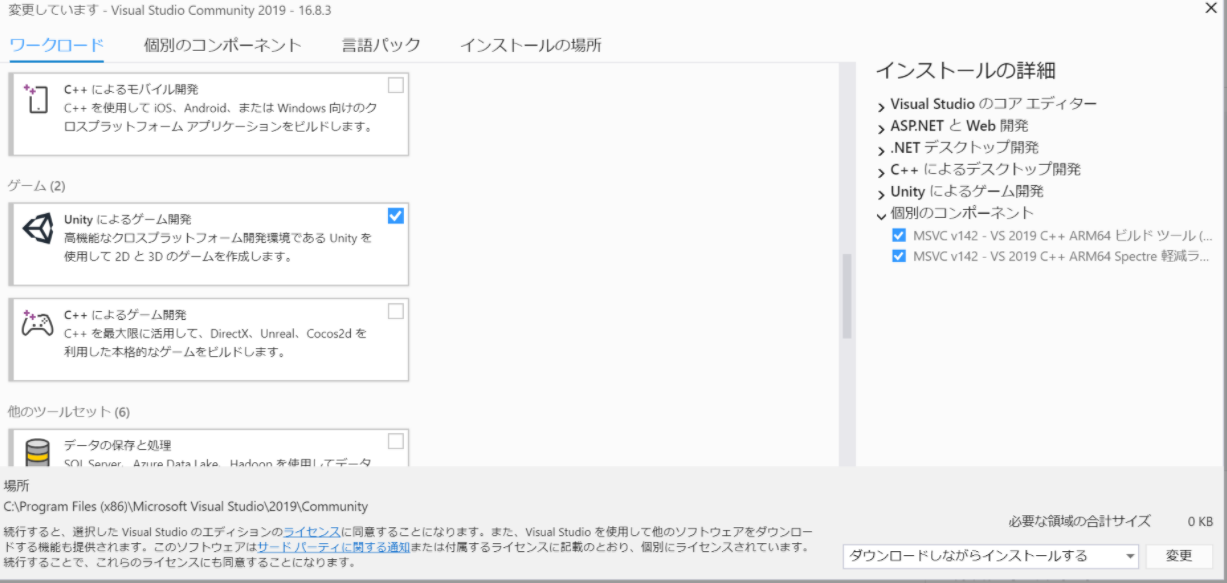 変更しています - Visual Studio Community 2019 - 16.8.3
ワークロード 個別のコンポーネント 言語パック インストールの場所
C++ によるモバイル開発
C++ を使用して iOS、Android、または Windows 向けのク
ロスプラットフォーム アプリケーションをビルドします。
ゲーム (2)
Unity によるゲーム開発
高機能なクロスプラットフォーム開発環境である Unity を
使用して 2D と 3D のゲームを作成します。
C++ によるゲーム開発
C++ を最大限に活用して、DirectX、Unreal、Cocos2d を
利用した本格的なゲームをビルドします。
他のツールセット (6)
データの保存と処理
SQL Server、Azure Data Lake、Hadoop を使用してデータ
インストールの詳細
Visual Studio のコア エディター
ASP.NET と Web 開発
.NET デスクトップ開発
C++ によるデスクトップ開発
Unity によるゲーム開発
個別のコンポーネント
MSVC v142 - VS 2019 C++ ARM64 ビルド ツール (...
MSVC v142 - VS 2019 C++ ARM64 Spectre 軽減ラ...
場所
C:\Program Files (x86)\Microsoft Visual Studio\2019\Community
続行すると、選択した Visual Studio のエディションのライセンスに同意することになります。また、Visual Studio を使用して他のソフトウェアをダウンロー
ドする機能も提供されます。このソフトウェアはサード パーティに関する通知または付属するライセンスに記載のとおり、個別にライセンスされています。
続行することで、これらのライセンスにも同意することになります。
必要な領域の合計サイズ 0 KB
ダウンロードしながらインストールする 変更